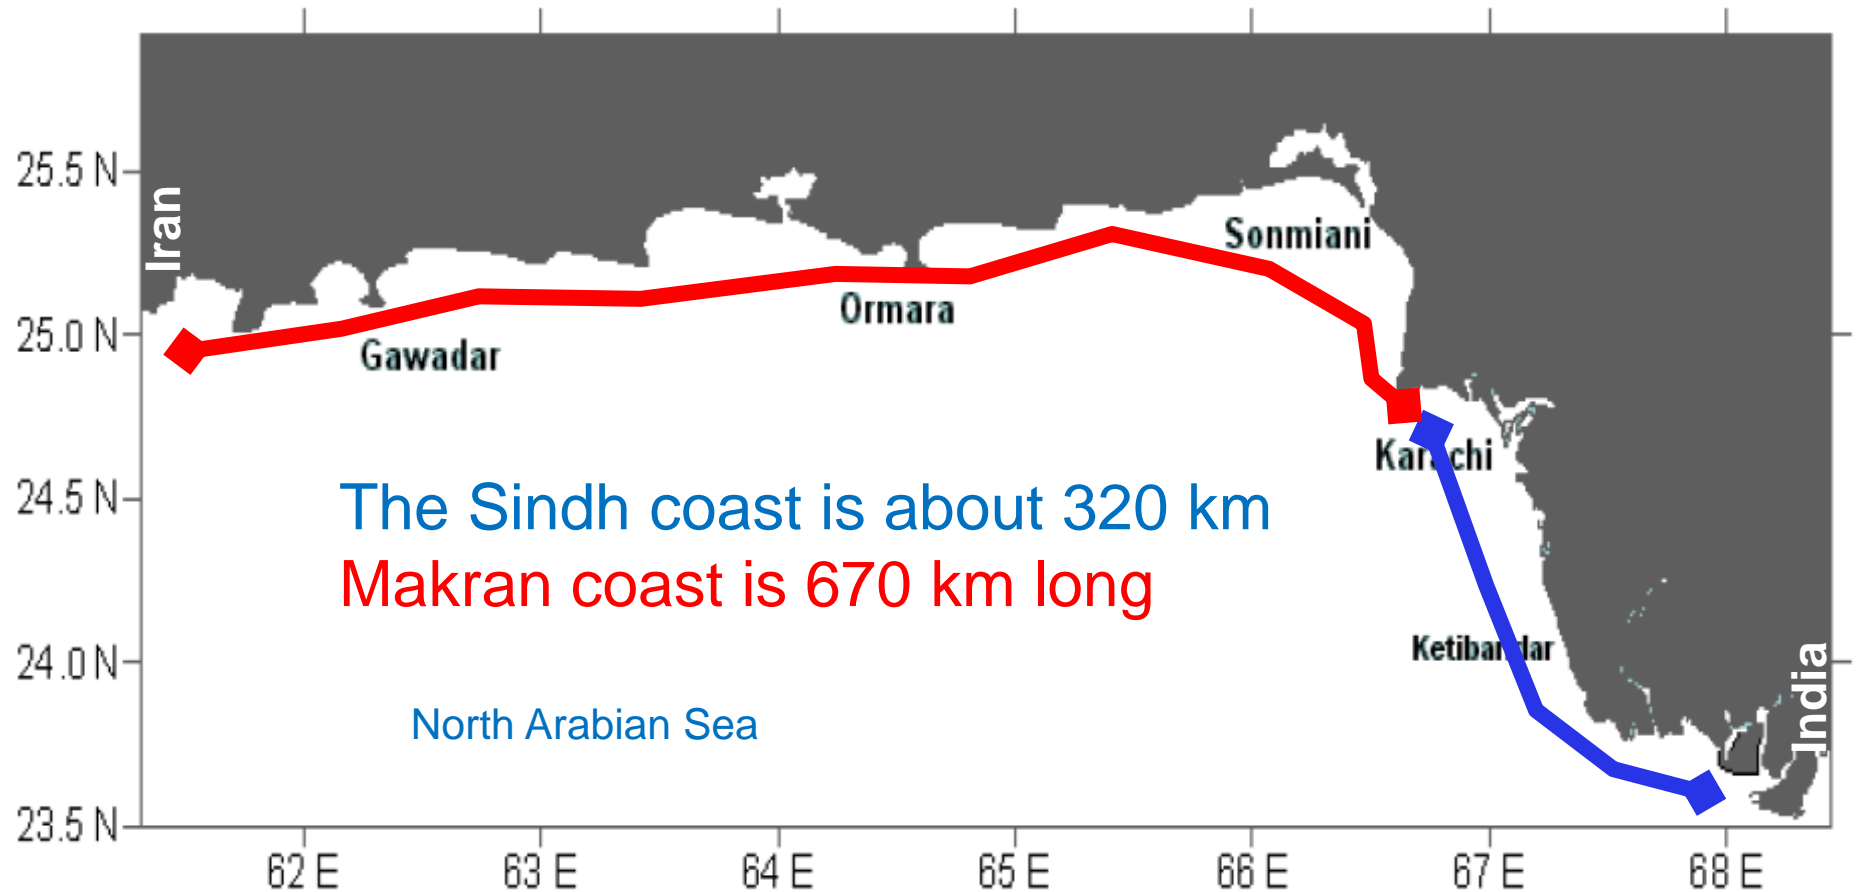 25.5 N
Iran
Sonmiani
25.0 N
Ormara
Gawadar
Karachi
24.5 N
The Sindh coast is about 320 km
Makran coast is 670 km long
24.0 N
Ketibandar
India
North Arabian Sea
23.5 N
62 E
63 E
64 E
65 E
66 E
67 E
68 E